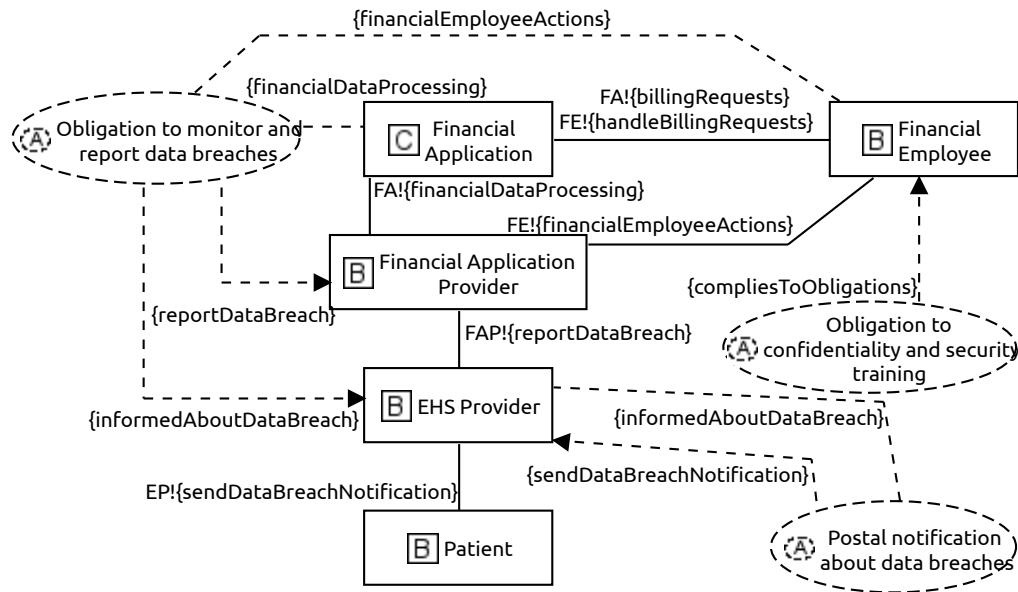 {financialEmployeeActions}
{financialDataProcessing}
A Obligation to monitor and
report data breaches
C Financial
Application
FA!{billingRequests}
FE!{handleBillingRequests}
B Financial
Employee
FA!{financialDataProcessing}
FE!{financialEmployeeActions}
B Financial Application
Provider
{reportDataBreach}
{compliesToObligations}
FAP!{reportDataBreach}
A Obligation to
confidentiality and security
training
B EHS Provider
{informedAboutDataBreach}
{informedAboutDataBreach}
{sendDataBreachNotification}
EP!{sendDataBreachNotification}
B Patient
A Postal notification
about data breaches